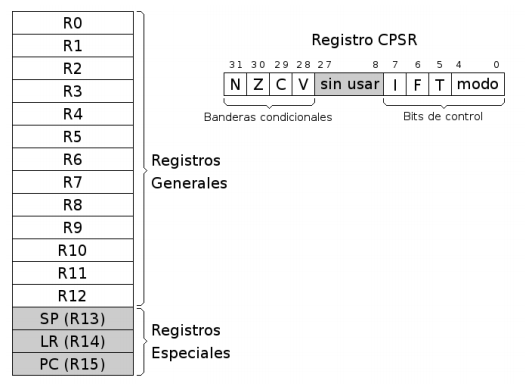 R0
R1
R2
R3
R4
R5
R6
R7
R8
R9
R10
R11
R12
SP (R13)
LR (R14)
PC (R15)
Registros
Generales
Registros
Especiales
Registro CPSR
31 30 29 28 27 8 7 6 5 4 0
N Z C V sin usar I F T modo
Banderas condicionales Bits de control